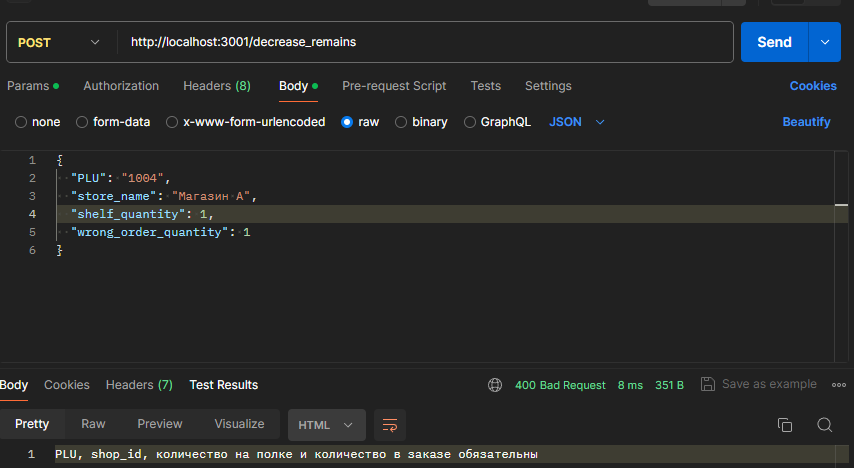 POST
http://localhost:3001/decrease_remains
Send
Params
Authorization
Headers (8)
Body
Pre-request Script
Tests
Settings
Cookies
none
form-data
x-www-form-urlencoded
raw
binary
GraphQL
JSON
Beautify
1 {
2 "PLU": "1004",
3 "store_name": "Магазин А",
4 "shelf_quantity": 1,
5 "wrong_order_quantity": 1
6 }
Body
Cookies
Headers (7)
Test Results
400 Bad Request
8 ms
351 B
Save as example
Pretty
Raw
Preview
Visualize
HTML
1 PLU, shop_id, количество на полке и количество в заказе обязательны